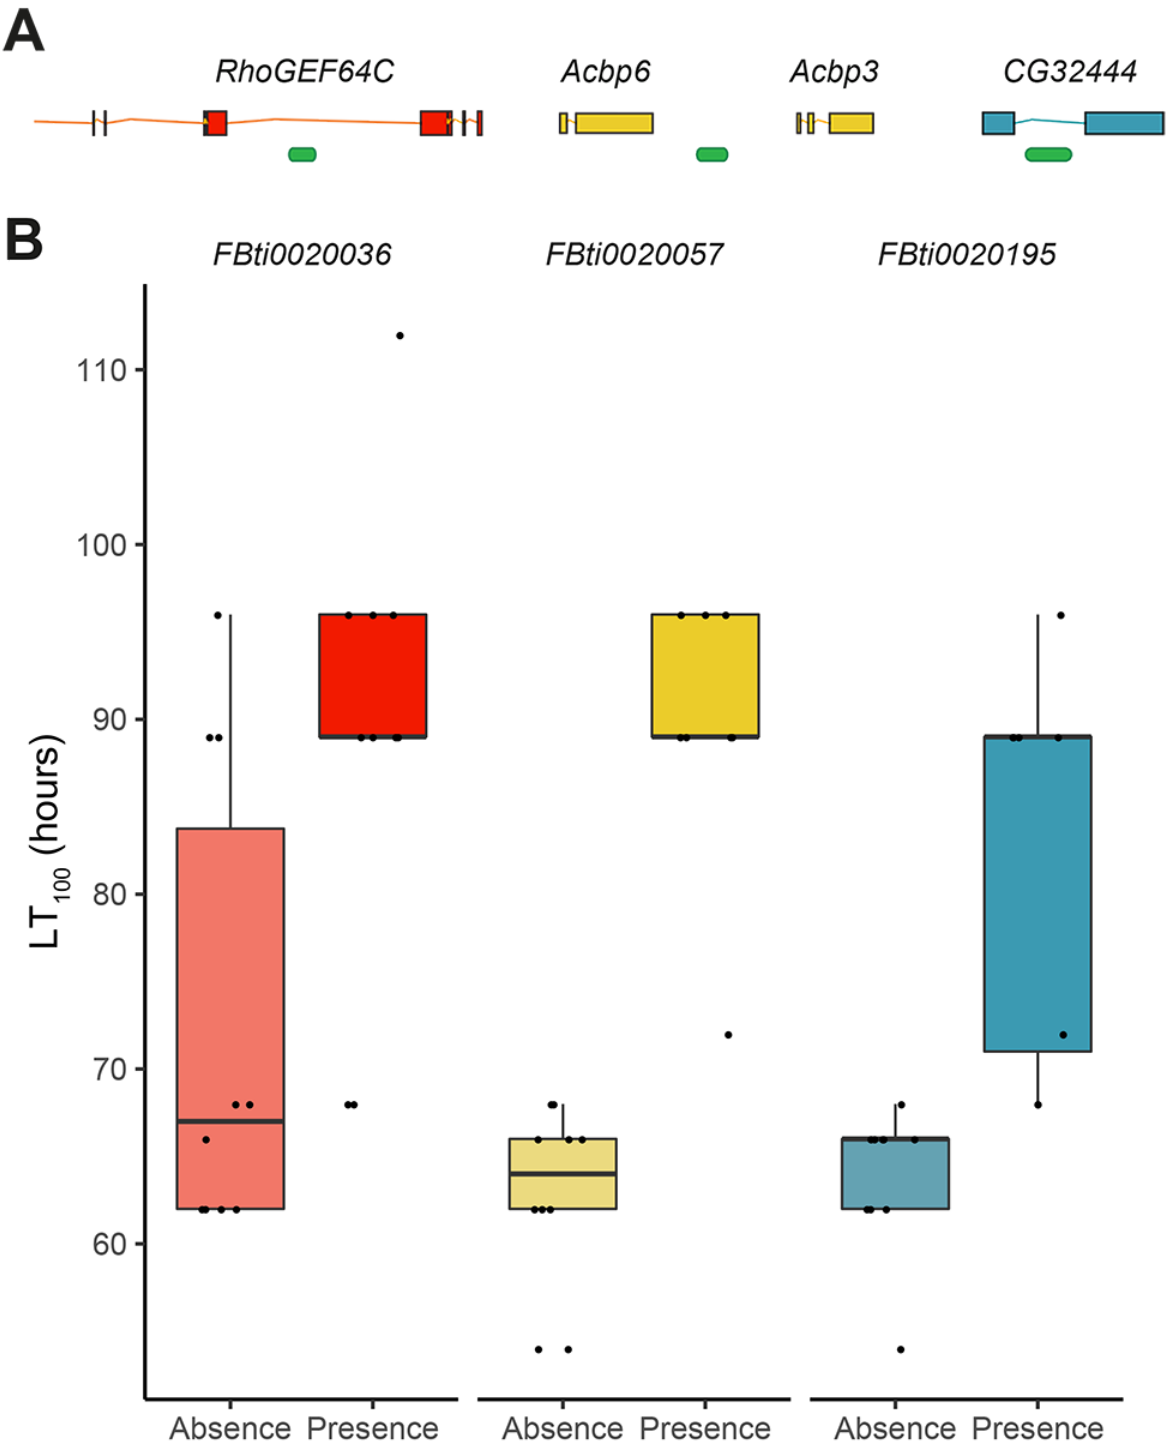 A
RhoGEF64C Acbp6 Acbp3 CG32444
B
FBti0020036 FBti0020057 FBti0020195
110
100
90
80
70
60
LT100 (hours)
Absence Presence Absence Presence Absence Presence